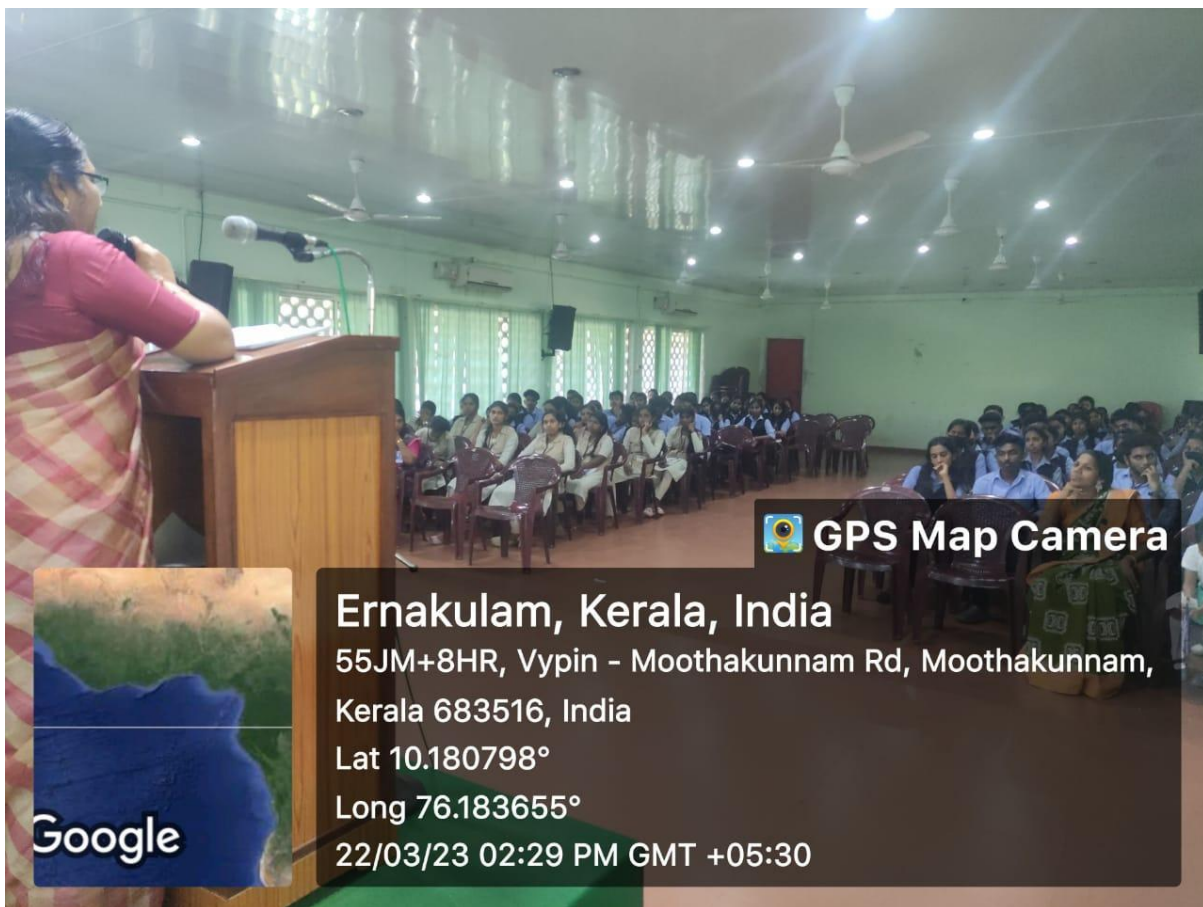 GPS Map Camera
Ernakulam, Kerala, India
55JM+8HR, Vypin - Moothakunnam Rd, Moothakunnam,
Kerala 683516, India
Lat 10.180798°
Long 76.183655°
22/03/23 02:29 PM GMT +05:30
Google